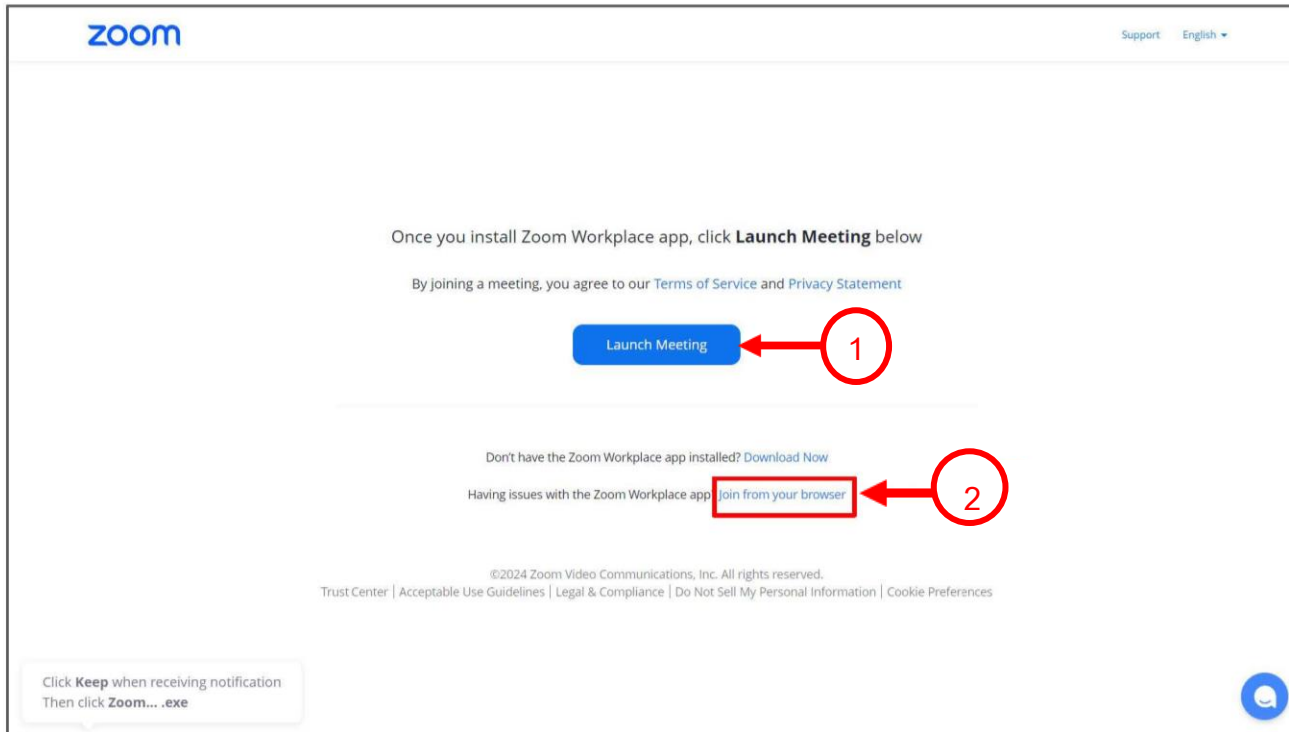 zoom
Support English
Once you install Zoom Workplace app, click Launch Meeting below
By joining a meeting, you agree to our Terms of Service and Privacy Statement
Launch Meeting
1
Don't have the Zoom Workplace app installed? Download Now
Having issues with the Zoom Workplace app Join from your browser
2
©2024 Zoom Video Communications, Inc. All rights reserved.
Trust Center | Acceptable Use Guidelines | Legal & Compliance | Do Not Sell My Personal Information | Cookie Preferences
Click Keep when receiving notification
Then click Zoom... .exe